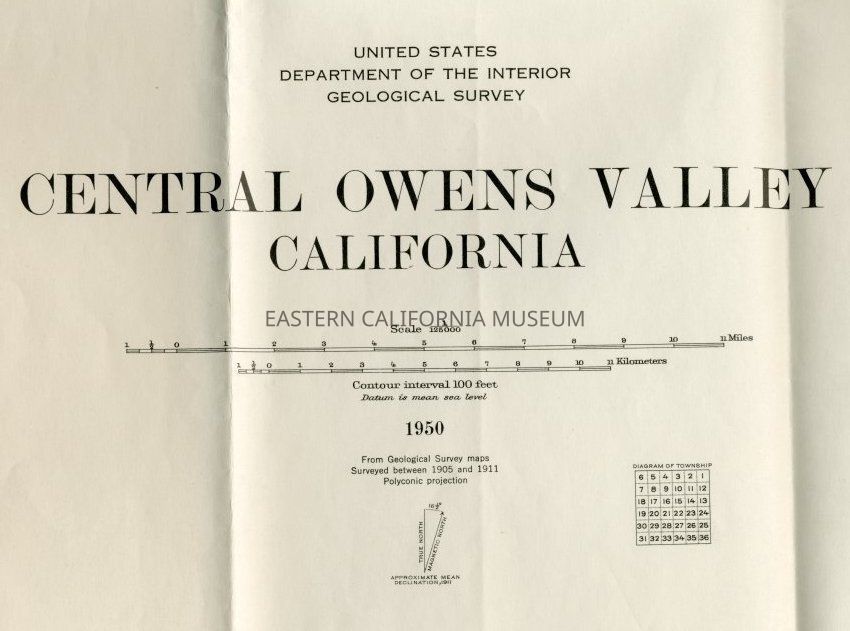 UNITED STATES
DEPARTMENT OF THE INTERIOR
GEOLOGICAL SURVEY
CENTRAL OWENS VALLEY
CALIFORNIA
EASTERN CALIFORNIA MUSEUM
Scale
1 ½ 0 1 2 3 4 5 6 7 8 9 10 11 Miles
1 ½ 0 1 2 3 4 5 6 7 8 9 10 11 Kilometers
Contour interval 100 feet
Datum is mean sea level
1950
From Geological Survey maps
Surveyed between 1905 and 1911
Polyconic projection
TRUE NORTH
MAGNETIC NORTH
APPROXIMATE MEAN
DECLINATION, 1911
DIAGRAM OF TOWNSHIP
6 5 4 3 2 1
7 8 9 10 11 12
18 17 16 15 14 13
19 20 21 22 23 24
30 29 28 27 26 25
31 32 33 34 35 36